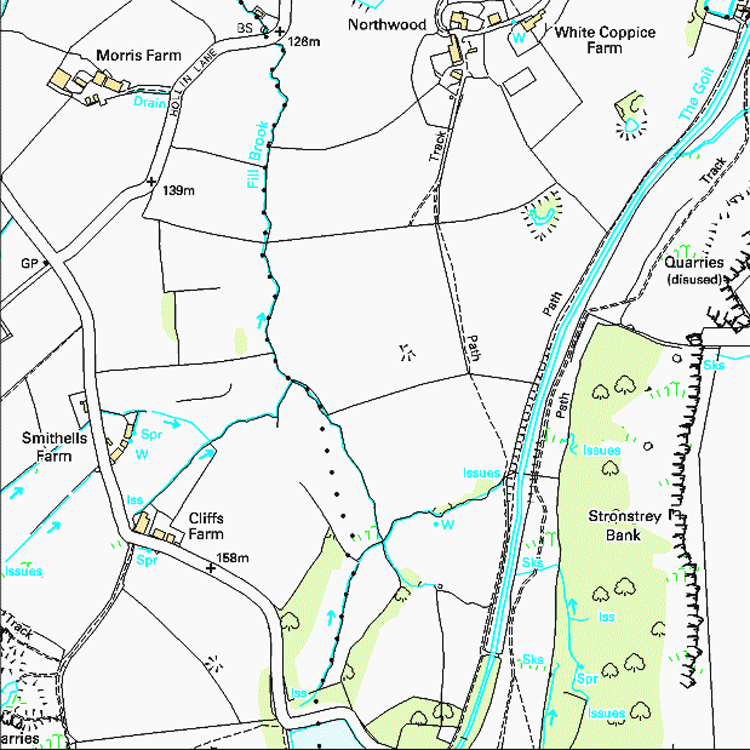 Northwood
White Coppice
Farm
W
BS
128m
Morris Farm
HOLLIN LANE
Drain
The Goit
Fill Brook
Track
Track
139m
GP
Quarries
(disused)
Path
Path
Path
Sks
Smithells
Farm
Spr
W
Issues
Issues
Iss
W
Cliffs
Farm
Stronstrey
Bank
158m
Spr
Issues
Sks
Iss
Track
Sks
Spr
Iss
Issues
arries